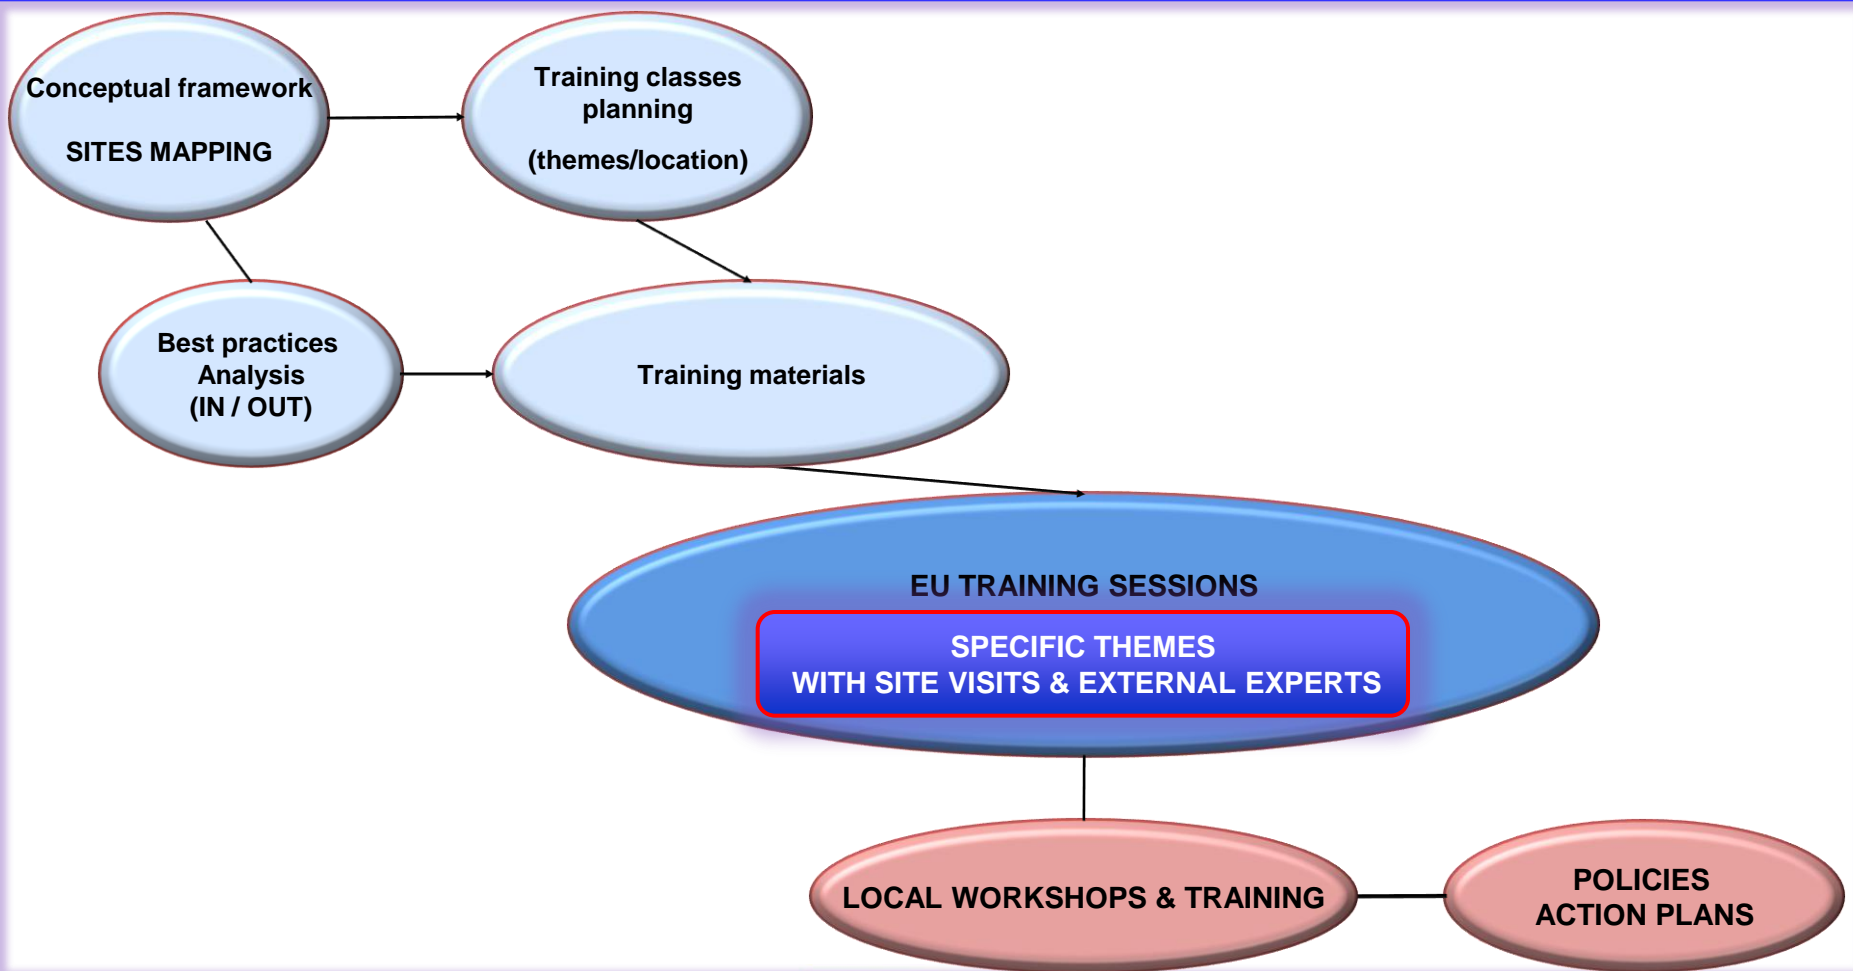 Conceptual framework
SITES MAPPING
Training classes
planning
(themes/location)
Best practices
Analysis
(IN / OUT)
Training materials
EU TRAINING SESSIONS
SPECIFIC THEMES
WITH SITE VISITS & EXTERNAL EXPERTS
LOCAL WORKSHOPS & TRAINING
POLICIES
ACTION PLANS